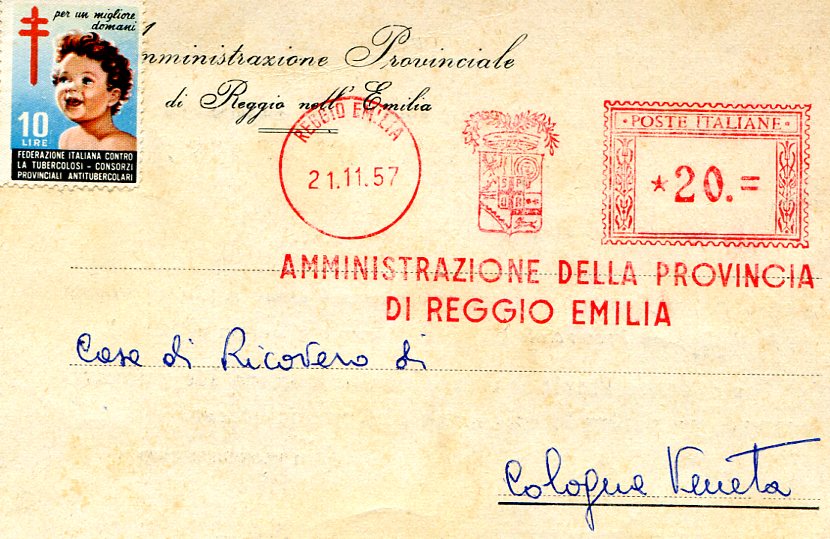 per un migliore
domani
10
LIRE
FEDERAZIONE ITALIANA CONTRO
LA TUBERCOLOSI - CONSORZI
PROVINCIALI ANTITUBERCOLARI
mministrazione Provinciale
di Reggio nell'Emilia
REGGIO EMILIA
21.11.57
· POSTE ITALIANE ·
*20.=
AMMINISTRAZIONE DELLA PROVINCIA
DI REGGIO EMILIA
Casa di Ricovero di
Cologna Veneta